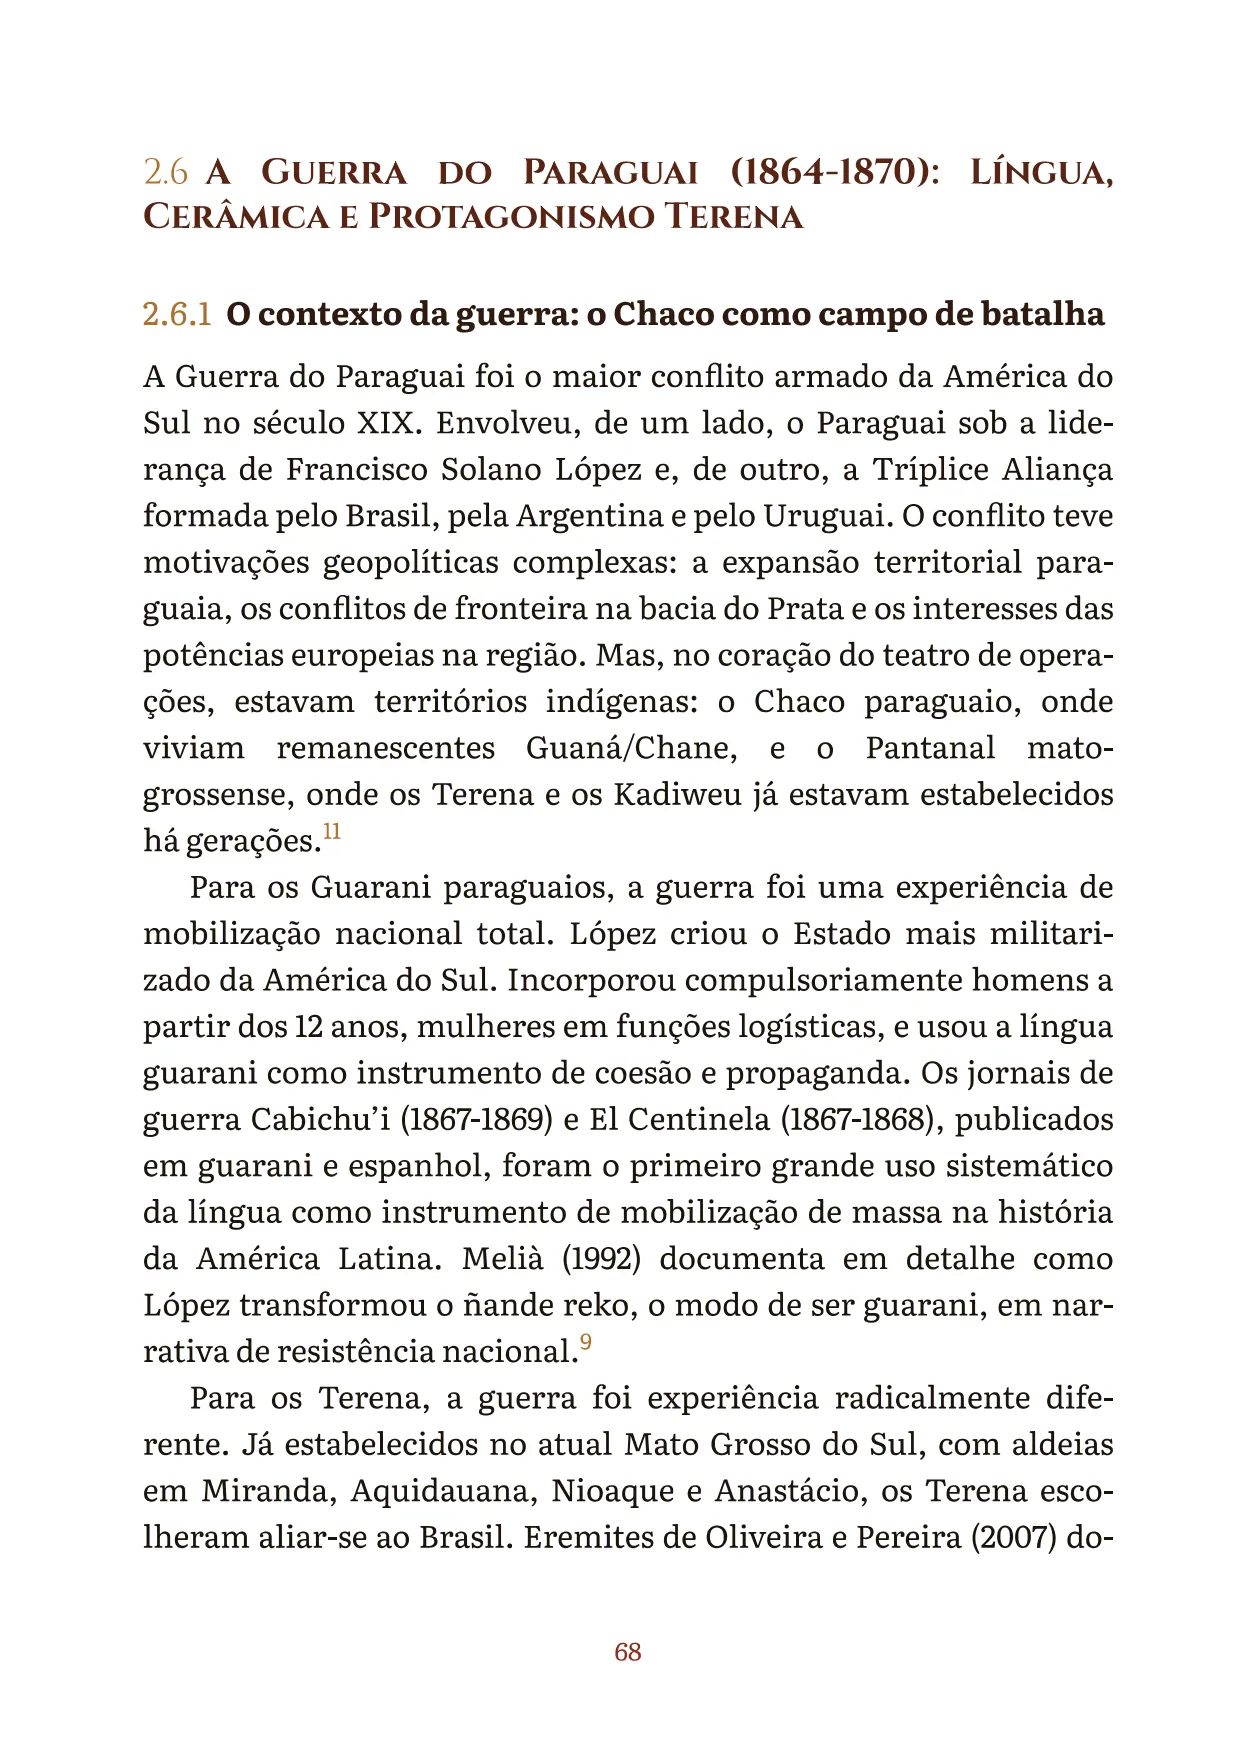 2.6 A Guerra do Paraguai (1864-1870): Língua,
Cerâmica e Protagonismo Terena
2.6.1 O contexto da guerra: o Chaco como campo de batalha
A Guerra do Paraguai foi o maior conflito armado da América do
Sul no século XIX. Envolveu, de um lado, o Paraguai sob a lide-
rança de Francisco Solano López e, de outro, a Tríplice Aliança
formada pelo Brasil, pela Argentina e pelo Uruguai. O conflito teve
motivações geopolíticas complexas: a expansão territorial para-
guaia, os conflitos de fronteira na bacia do Prata e os interesses das
potências europeias na região. Mas, no coração do teatro de opera-
ções, estavam territórios indígenas: o Chaco paraguaio, onde
viviam remanescentes Guaná/Chane, e o Pantanal mato-
grossense, onde os Terena e os Kadiweu já estavam estabelecidos
há gerações.11
Para os Guarani paraguaios, a guerra foi uma experiência de
mobilização nacional total. López criou o Estado mais militari-
zado da América do Sul. Incorporou compulsoriamente homens a
partir dos 12 anos, mulheres em funções logísticas, e usou a língua
guarani como instrumento de coesão e propaganda. Os jornais de
guerra Cabichu’i (1867-1869) e El Centinela (1867-1868), publicados
em guarani e espanhol, foram o primeiro grande uso sistemático
da língua como instrumento de mobilização de massa na história
da América Latina. Melià (1992) documenta em detalhe como
López transformou o ñande reko, o modo de ser guarani, em nar-
rativa de resistência nacional.9
Para os Terena, a guerra foi experiência radicalmente dife-
rente. Já estabelecidos no atual Mato Grosso do Sul, com aldeias
em Miranda, Aquidauana, Nioaque e Anastácio, os Terena esco-
lheram aliar-se ao Brasil. Eremites de Oliveira e Pereira (2007) do-
68